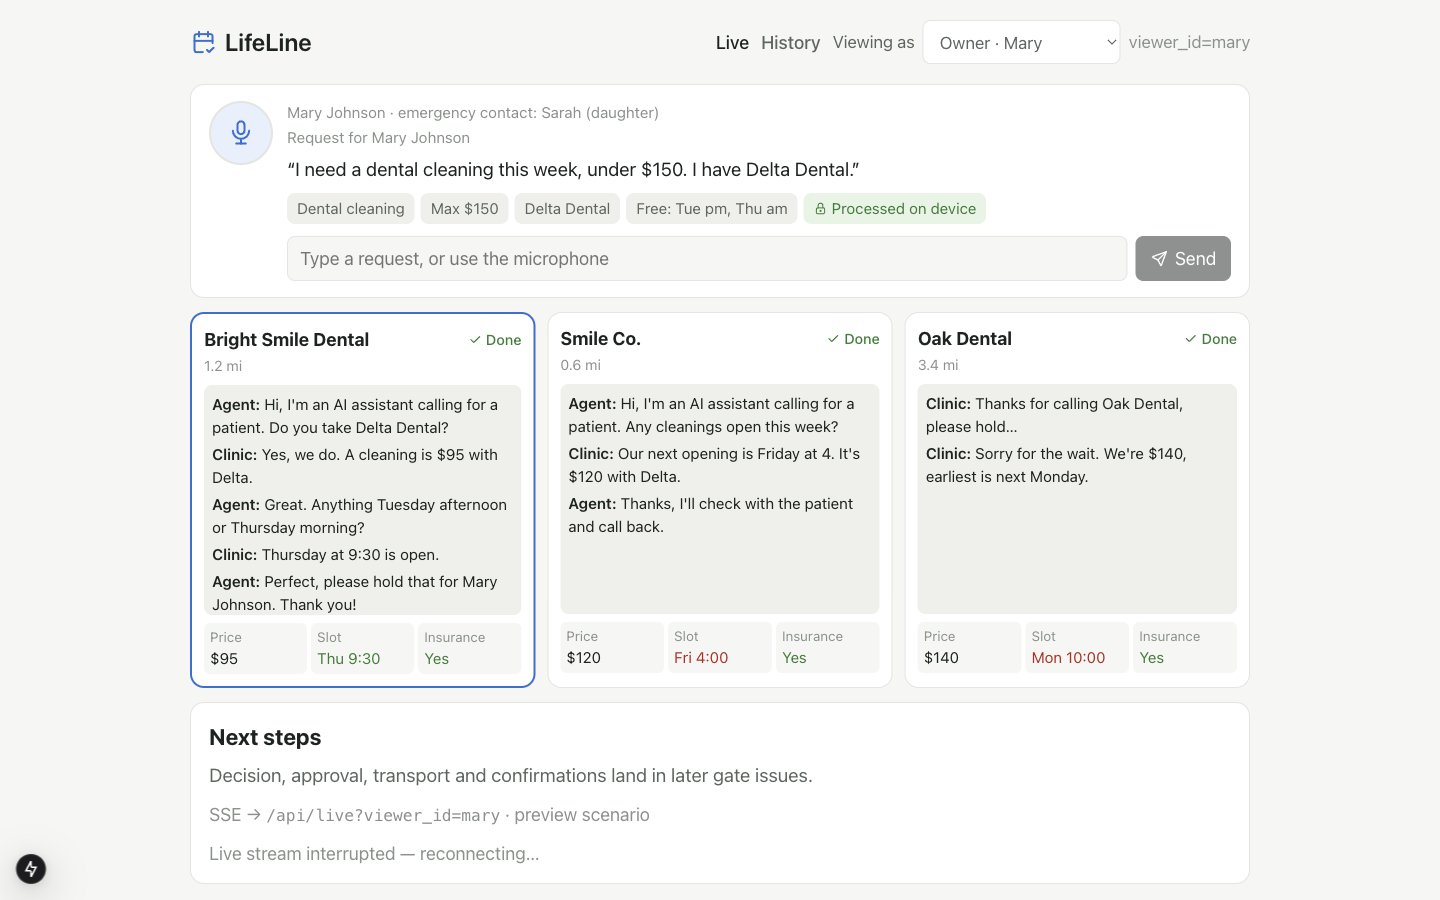 LifeLine
Live History Viewing as Owner · Mary viewer_id=mary
Mary Johnson · emergency contact: Sarah (daughter)
Request for Mary Johnson
“I need a dental cleaning this week, under $150. I have Delta Dental.”
Dental cleaning Max $150 Delta Dental Free: Tue pm, Thu am Processed on device
Type a request, or use the microphone Send
Bright Smile Dental Done
1.2 mi
Agent: Hi, I'm an AI assistant calling for a
patient. Do you take Delta Dental?
Clinic: Yes, we do. A cleaning is $95 with
Delta.
Agent: Great. Anything Tuesday afternoon
or Thursday morning?
Clinic: Thursday at 9:30 is open.
Agent: Perfect, please hold that for Mary
Johnson. Thank you!
Price Slot Insurance
$95 Thu 9:30 Yes
Smile Co. Done
0.6 mi
Agent: Hi, I'm an AI assistant calling for a
patient. Any cleanings open this week?
Clinic: Our next opening is Friday at 4. It's
$120 with Delta.
Agent: Thanks, I'll check with the patient
and call back.
Price Slot Insurance
$120 Fri 4:00 Yes
Oak Dental Done
3.4 mi
Clinic: Thanks for calling Oak Dental,
please hold...
Clinic: Sorry for the wait. We're $140,
earliest is next Monday.
Price Slot Insurance
$140 Mon 10:00 Yes
Next steps
Decision, approval, transport and confirmations land in later gate issues.
SSE → /api/live?viewer_id=mary · preview scenario
Live stream interrupted — reconnecting…